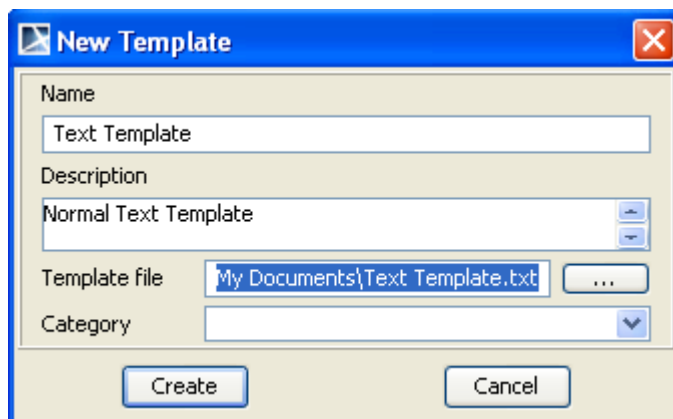 New Template
Name
Text Template
Description
Normal Text Template
Template file My Documents\Text Template.txt ...
Category
Create Cancel